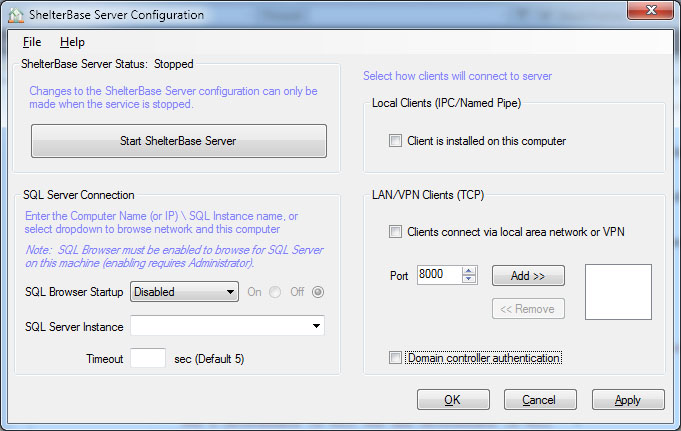 ShelterBase Server Configuration
File Help
ShelterBase Server Status: Stopped
Changes to the ShelterBase Server configuration can only be
made when the service is stopped.
Start ShelterBase Server
Select how clients will connect to server
Local Clients (IPC/Named Pipe)
Client is installed on this computer
SQL Server Connection
Enter the Computer Name (or IP) \ SQL Instance name, or
select dropdown to browse network and this computer
Note: SQL Browser must be enabled to browse for SQL Server
on this machine (enabling requires Administrator).
SQL Browser Startup Disabled On Off
SQL Server Instance
Timeout sec (Default 5)
LAN/VPN Clients (TCP)
Clients connect via local area network or VPN
Port 8000 Add >>
<< Remove
Domain controller authentication
OK Cancel Apply